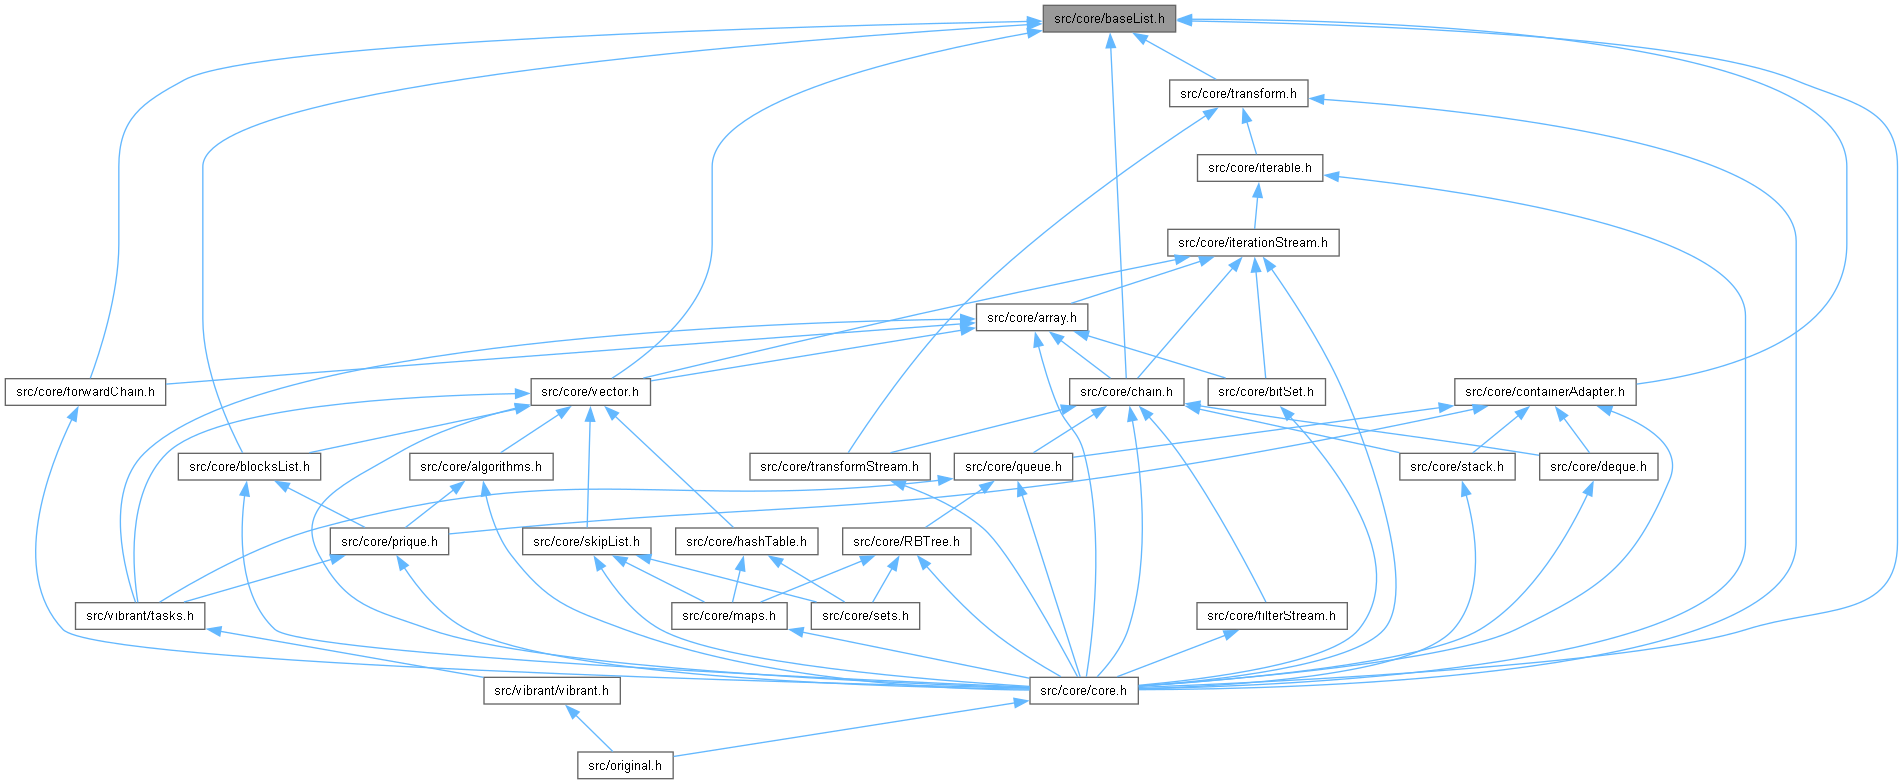 src/core/baseList.h
src/core/transform.h
src/core/iterable.h
src/core/iterationStream.h
src/core/array.h
src/core/forwardChain.h
src/core/vector.h
src/core/chain.h
src/core/bitSet.h
src/core/containerAdapter.h
src/core/blocksList.h
src/core/algorithms.h
src/core/transformStream.h
src/core/queue.h
src/core/stack.h
src/core/deque.h
src/core/prique.h
src/core/skipList.h
src/core/hashTable.h
src/core/RBTree.h
src/vibrant/tasks.h
src/core/maps.h
src/core/sets.h
src/core/filterStream.h
src/vibrant/vibrant.h
src/core/core.h
src/original.h